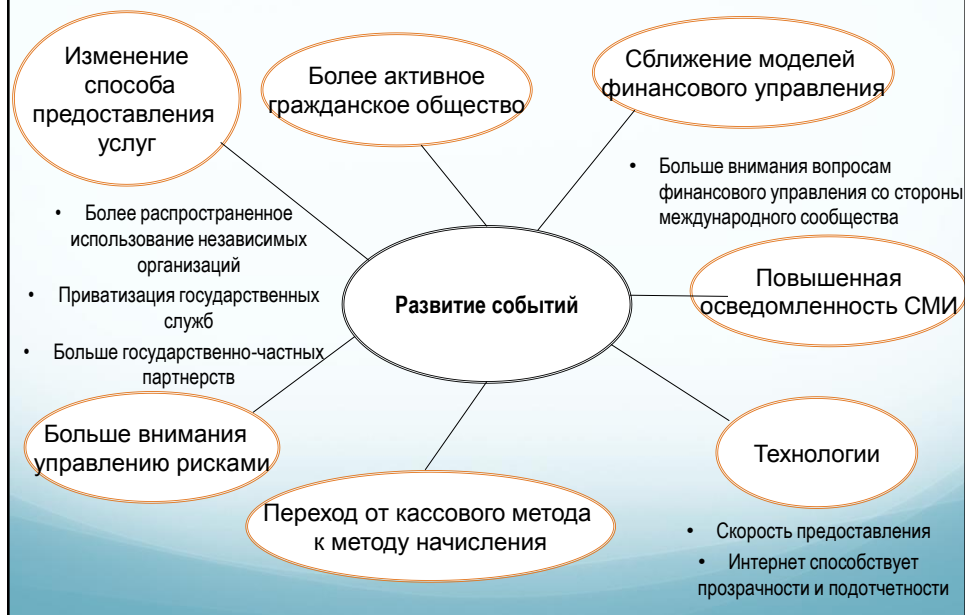 Изменение
способа
предоставления
услуг
Более активное
гражданское общество
Сближение моделей
финансового управления
• Больше внимания вопросам
финансового управления со стороны
международного сообщества
• Более распространенное
использование независимых
организаций
• Приватизация государственных
служб
• Больше государственно-частных
партнерств
Развитие событий
Повышенная
осведомленность СМИ
Больше внимания
управлению рисками
Переход от кассового метода
к методу начисления
Технологии
• Скорость предоставления
• Интернет способствует
прозрачности и подотчетности